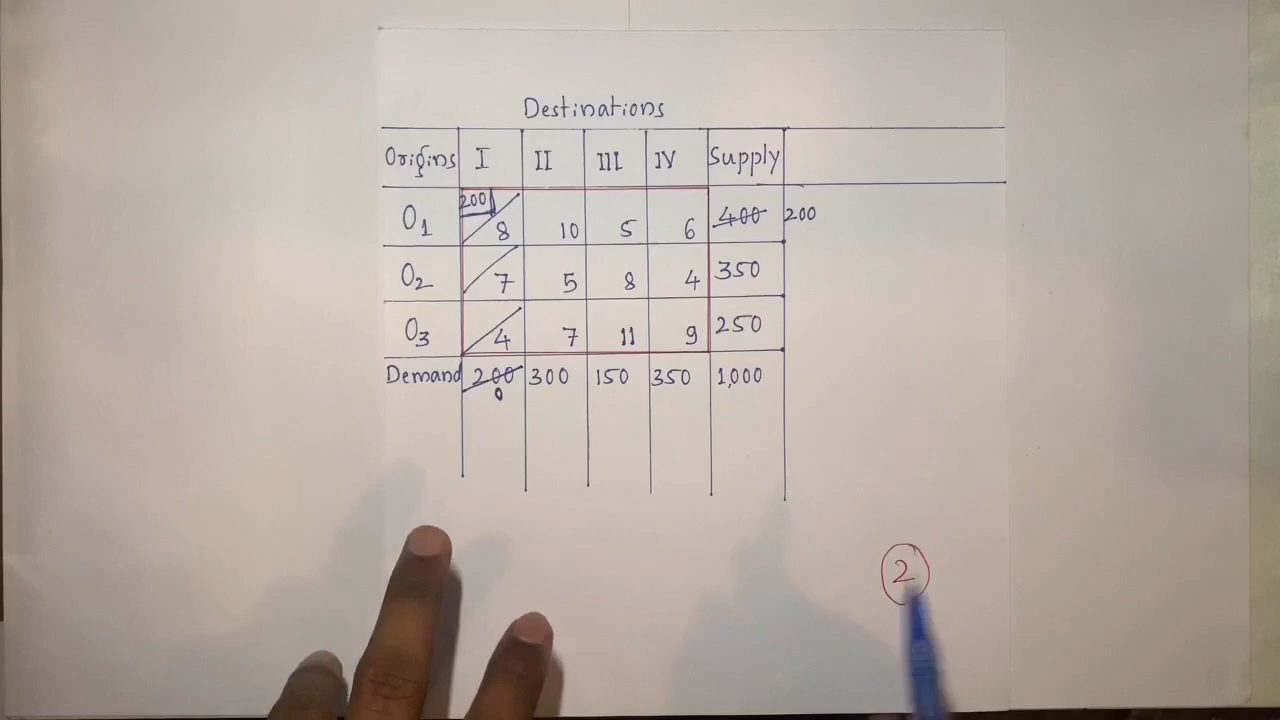 Destinations
Origins I II III IV Supply
O1 200 8 10 5 6 400 200
O2 7 5 8 4 350
O3 4 7 11 9 250
Demand 200 300 150 350 1,000
0
2